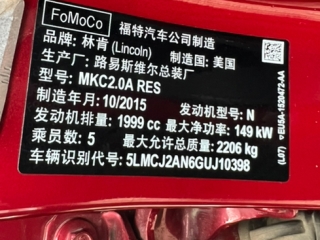 FoMoCo
福特汽车公司制造
品牌：林肯 (Lincoln) 制造国：美国
生产厂：路易斯维尔总装厂
型号：MKC2.0A RES
制造年月：10/2015 发动机型号：N
发动机排量：1999 cc 最大净功率：149 kW
乘员数：5 最大允许总质量：2206 kg
车辆识别代号：5LMCJ2AN6GUJ10398